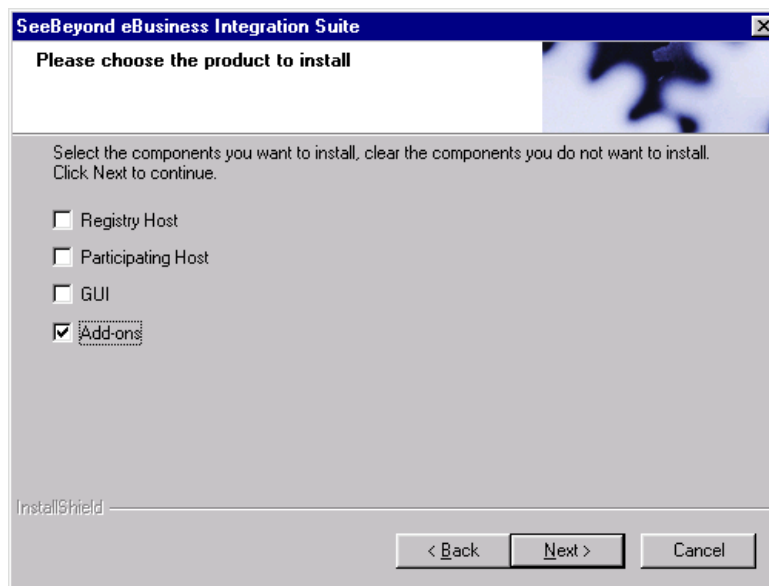 SeeBeyond eBusiness Integration Suite
Please choose the product to install
Select the components you want to install, clear the components you do not want to install.
Click Next to continue.
Registry Host
Participating Host
GUI
Add-ons
InstallShield
< Back
Next >
Cancel